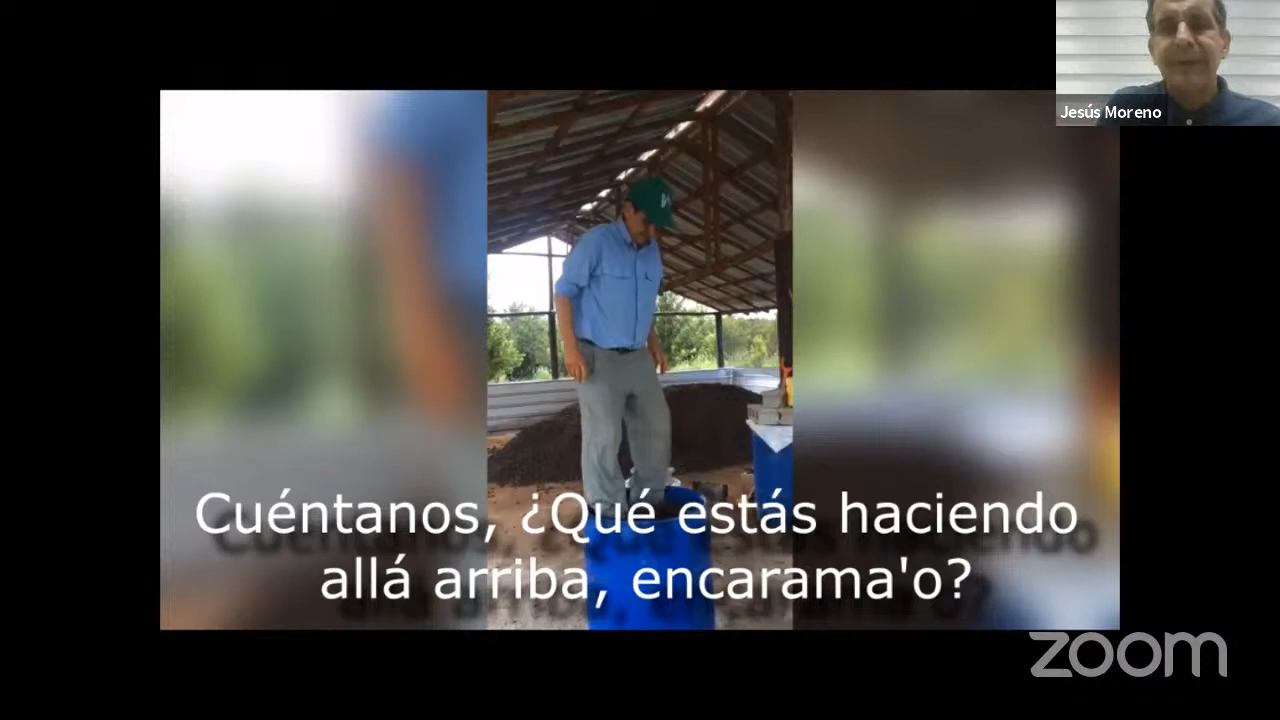 Jesús Moreno
Cuéntanos, ¿Qué estás haciendo
allá arriba, encarama'o?
zoom